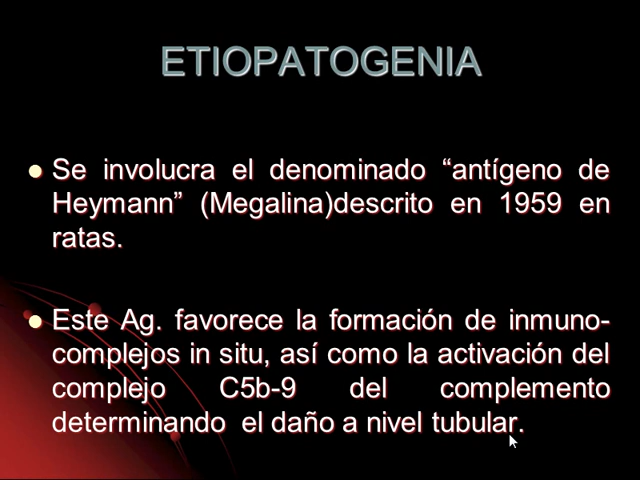 ETIOPATOGENIA
Se involucra el denominado “antígeno de
Heymann” (Megalina)descrito en 1959 en
ratas.
Este Ag. favorece la formación de inmuno-
complejos in situ, así como la activación del
complejo C5b-9 del complemento
determinando el daño a nivel tubular.